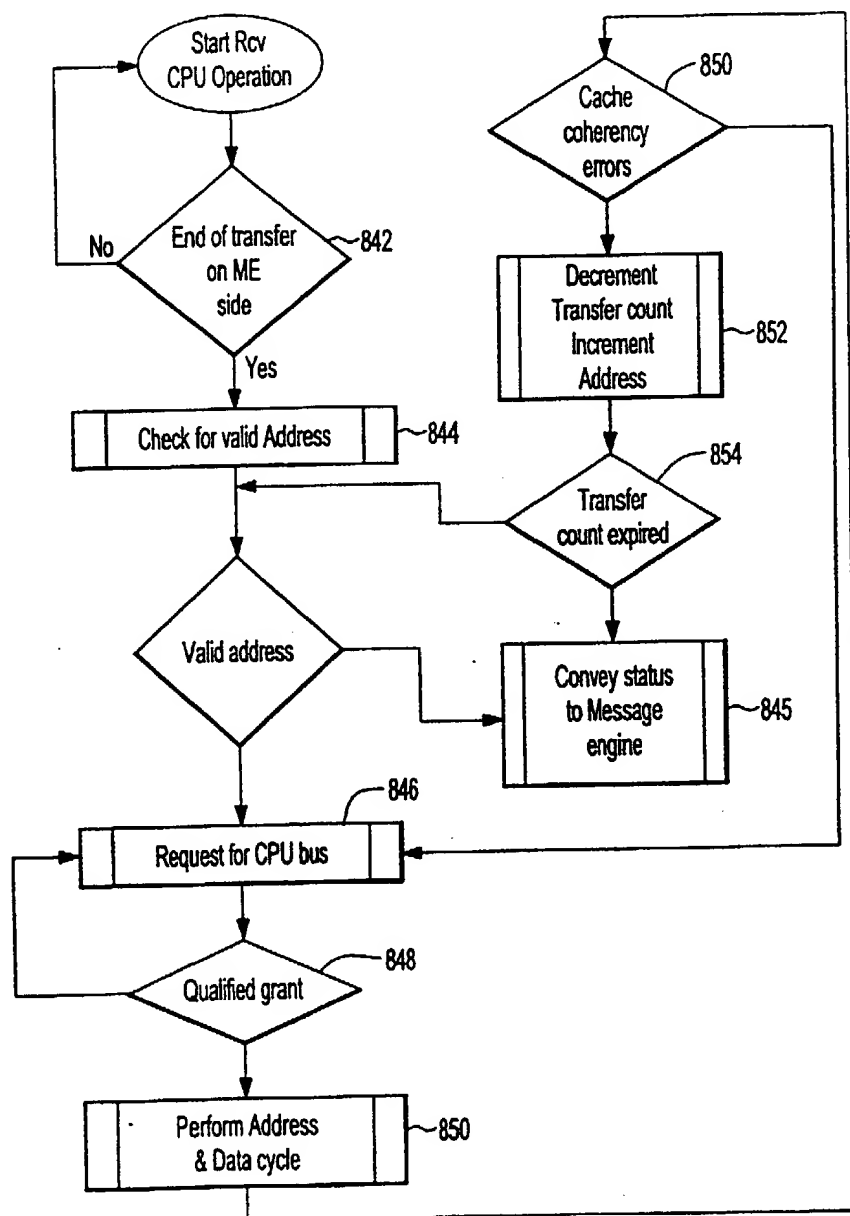 Start Rcv
CPU Operation
No
End of transfer
on ME
side
842
Yes
Check for valid Address
844
Valid address
846
Request for CPU bus
Qualified grant
848
Perform Address
& Data cycle
850
Cache
coherency
errors
850
Decrement
Transfer count
Increment
Address
852
854
Transfer
count expired
Convey status
to Message
engine
845